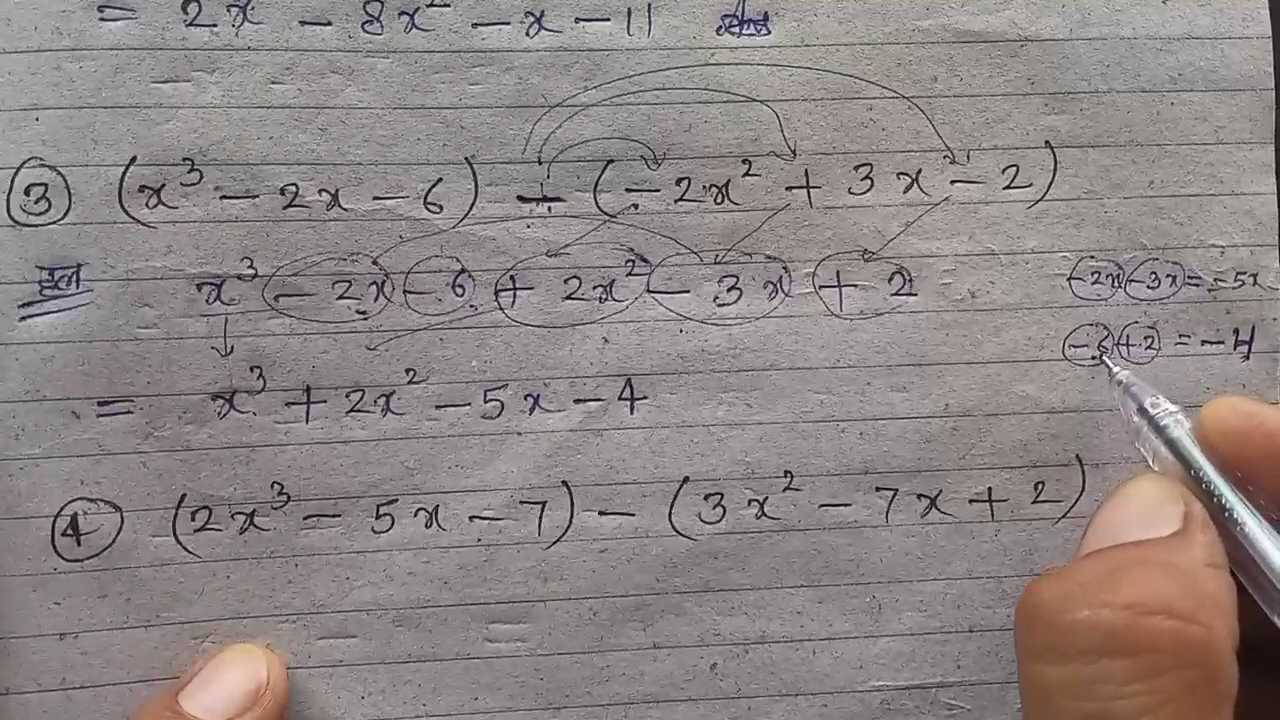 = 2x - 8x² - x - 11 Ans
③ (x³ - 2x - 6) - (-2x² + 3x - 2)
हल x³ - 2x - 6 + 2x² - 3x + 2
-2x -3x = -5x
-6 +2 = -4
= x³ + 2x² - 5x - 4
④ (2x³ - 5x - 7) - (3x² - 7x + 2)